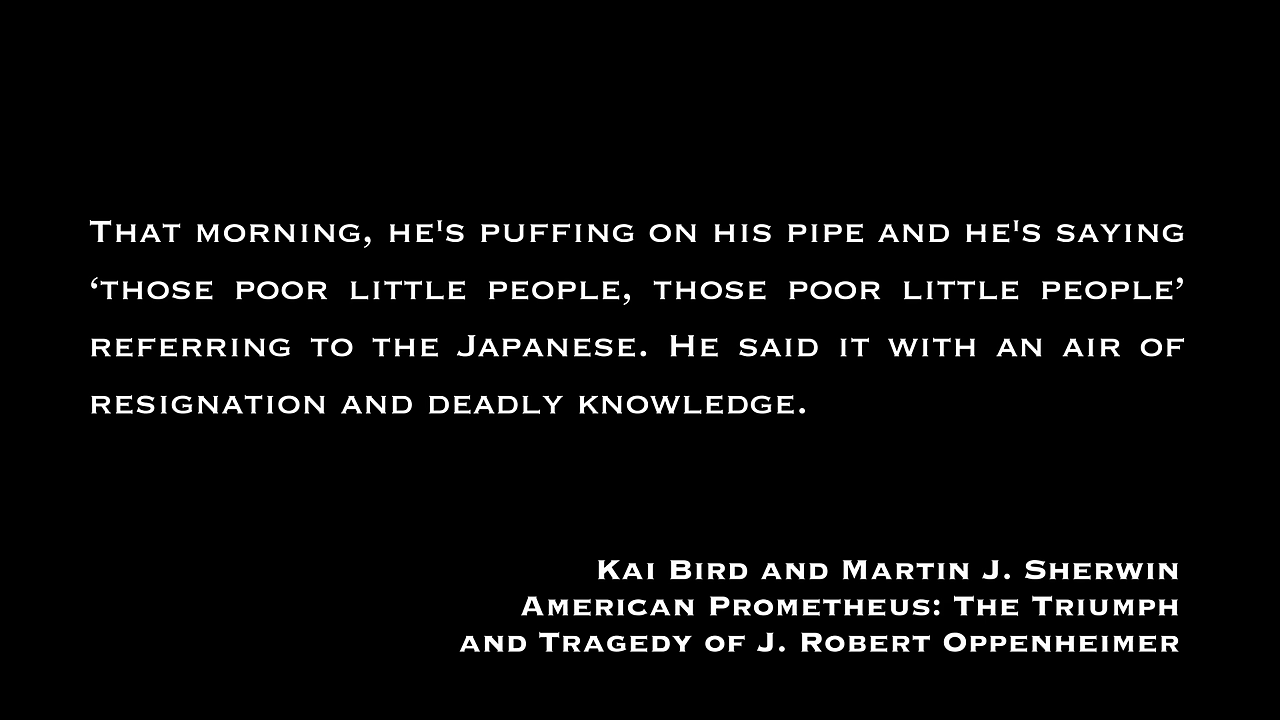 That morning, he's puffing on his pipe and he's saying
‘those poor little people, those poor little people’
referring to the Japanese. He said it with an air of
resignation and deadly knowledge.
Kai Bird and Martin J. Sherwin
American Prometheus: The Triumph
and Tragedy of J. Robert Oppenheimer